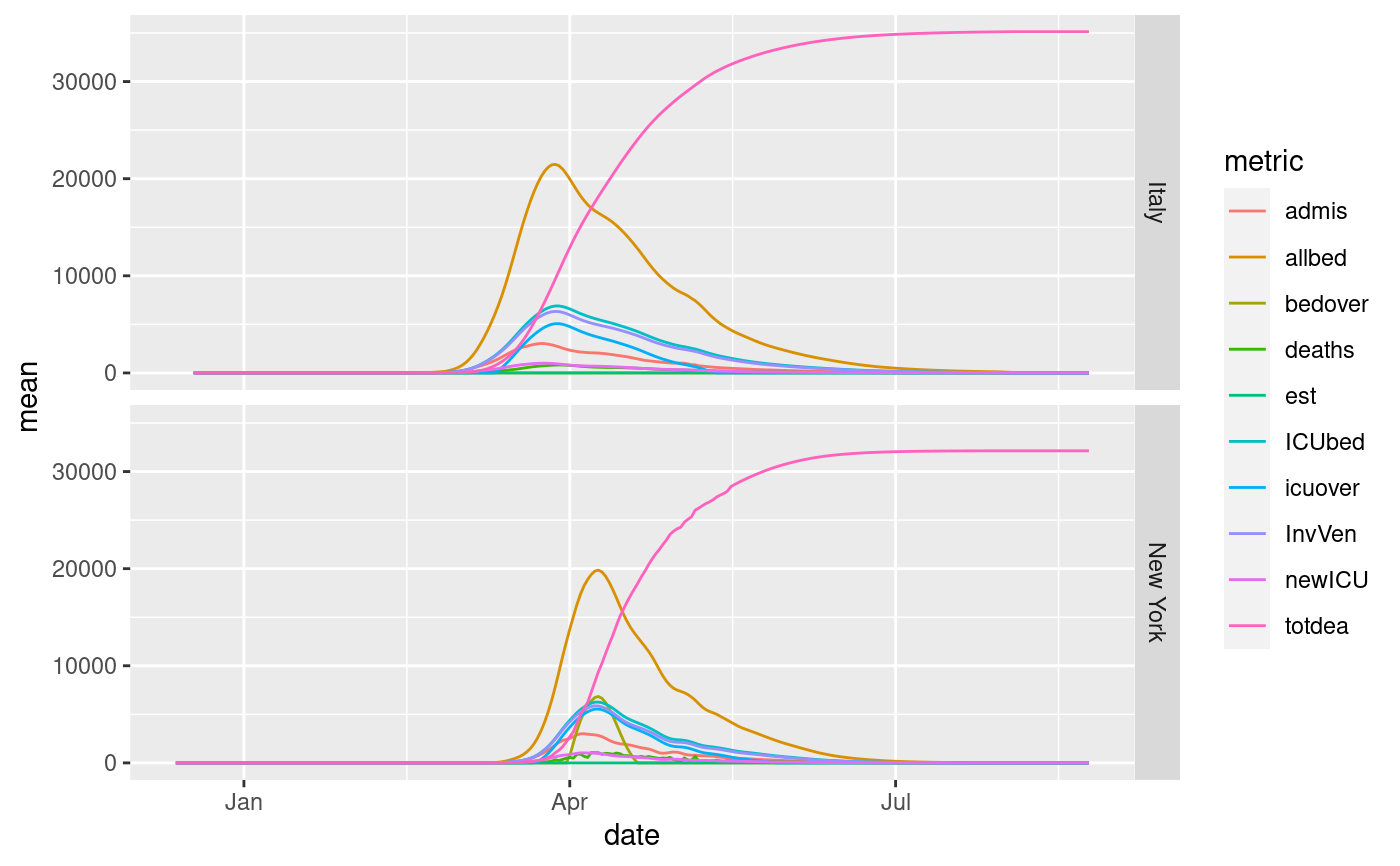 mean
30000
20000
10000
0
Italy
30000
20000
10000
0
New York
Jan
Apr
Jul
date
metric
admis
allbed
bedover
deaths
est
ICUbed
icuover
InvVen
newICU
totdea